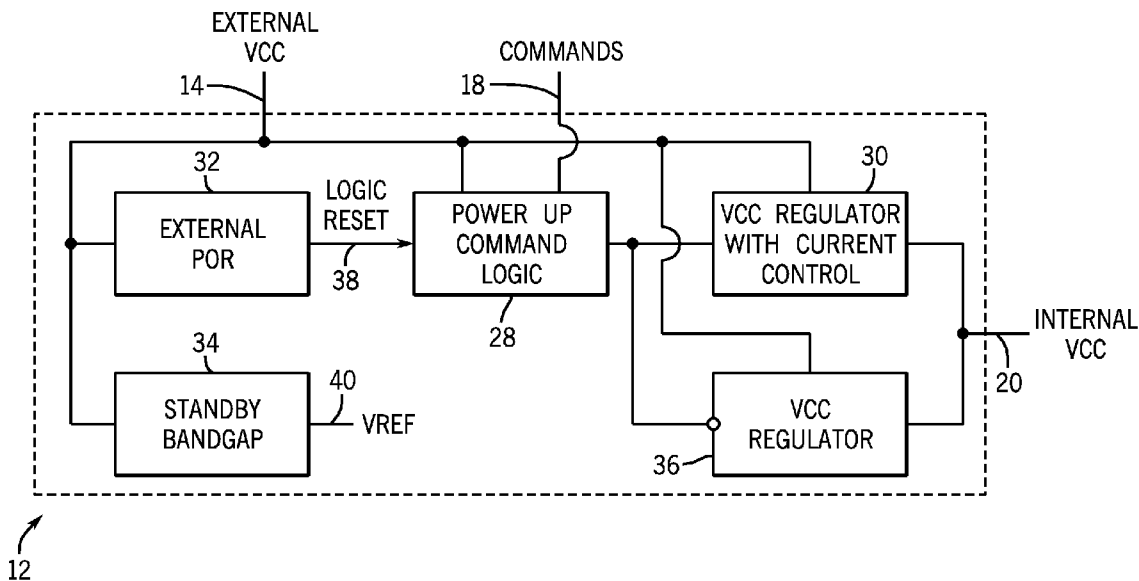 EXTERNAL
VCC
COMMANDS
14
18
32
EXTERNAL
POR
LOGIC
RESET
38
POWER UP
COMMAND
LOGIC
28
30
VCC REGULATOR
WITH CURRENT
CONTROL
INTERNAL
VCC
20
34
STANDBY
BANDGAP
40
VREF
VCC
REGULATOR
36
12